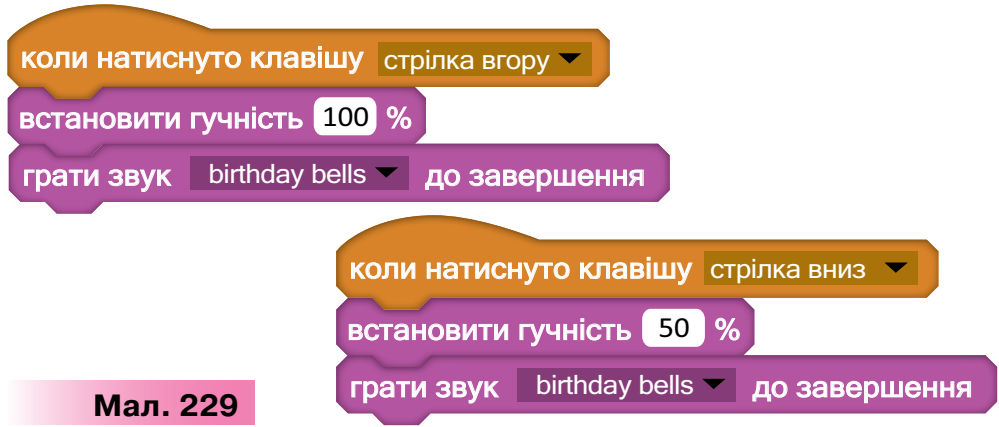 коли натиснуто клавішу стрілка вгору
встановити гучність 100 %
грати звук birthday bells до завершення
коли натиснуто клавішу стрілка вниз
встановити гучність 50 %
грати звук birthday bells до завершення
Мал. 229